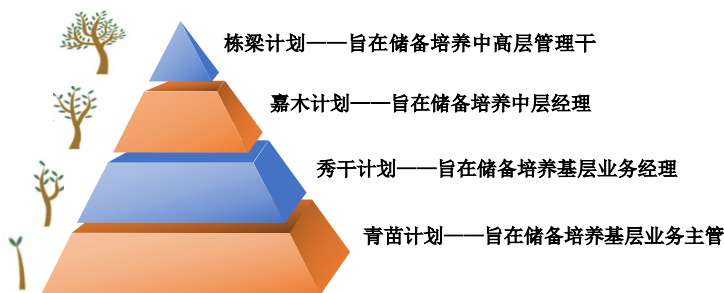 栋梁计划——旨在储备培养中高层管理干
嘉木计划——旨在储备培养中层经理
秀干计划——旨在储备培养基层业务经理
青苗计划——旨在储备培养基层业务主管